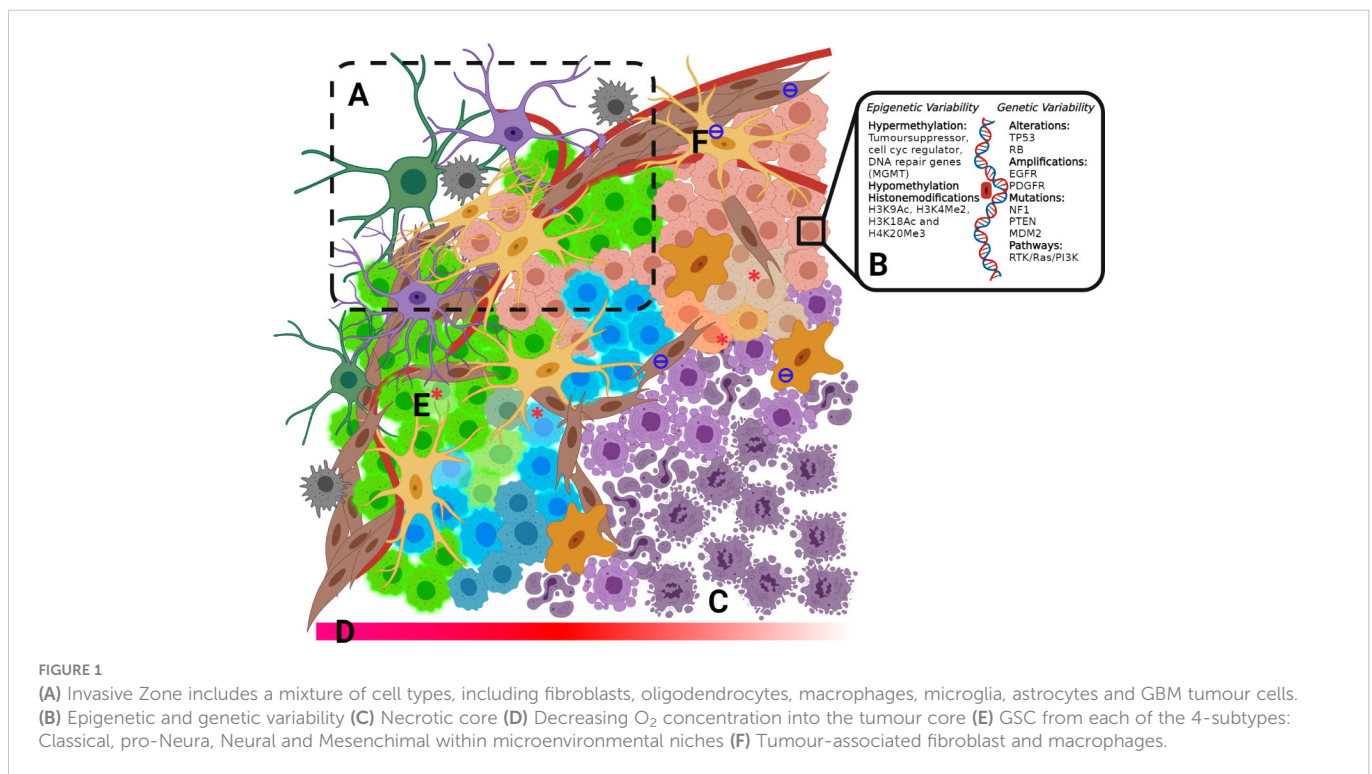 A
F
Epigenetic Variability
Hypermethylation:
Tumoursuppressor,
cell cyc regulator,
DNA repair genes
(MGMT)
Hypomethylation
Histonemodifications
H3K9Ac, H3K4Me2,
H3K18Ac and
H4K20Me3
Genetic Variability
Alterations:
TP53
RB
Amplifications:
EGFR
PDGFR
Mutations:
NF1
PTEN
MDM2
Pathways:
RTK/Ras/PI3K
B
E
C
D
FIGURE 1
(A) Invasive Zone includes a mixture of cell types, including fibroblasts, oligodendrocytes, macrophages, microglia, astrocytes and GBM tumour cells.
(B) Epigenetic and genetic variability (C) Necrotic core (D) Decreasing O₂ concentration into the tumour core (E) GSC from each of the 4-subtypes:
Classical, pro-Neura, Neural and Mesenchimal within microenvironmental niches (F) Tumour-associated fibroblast and macrophages.